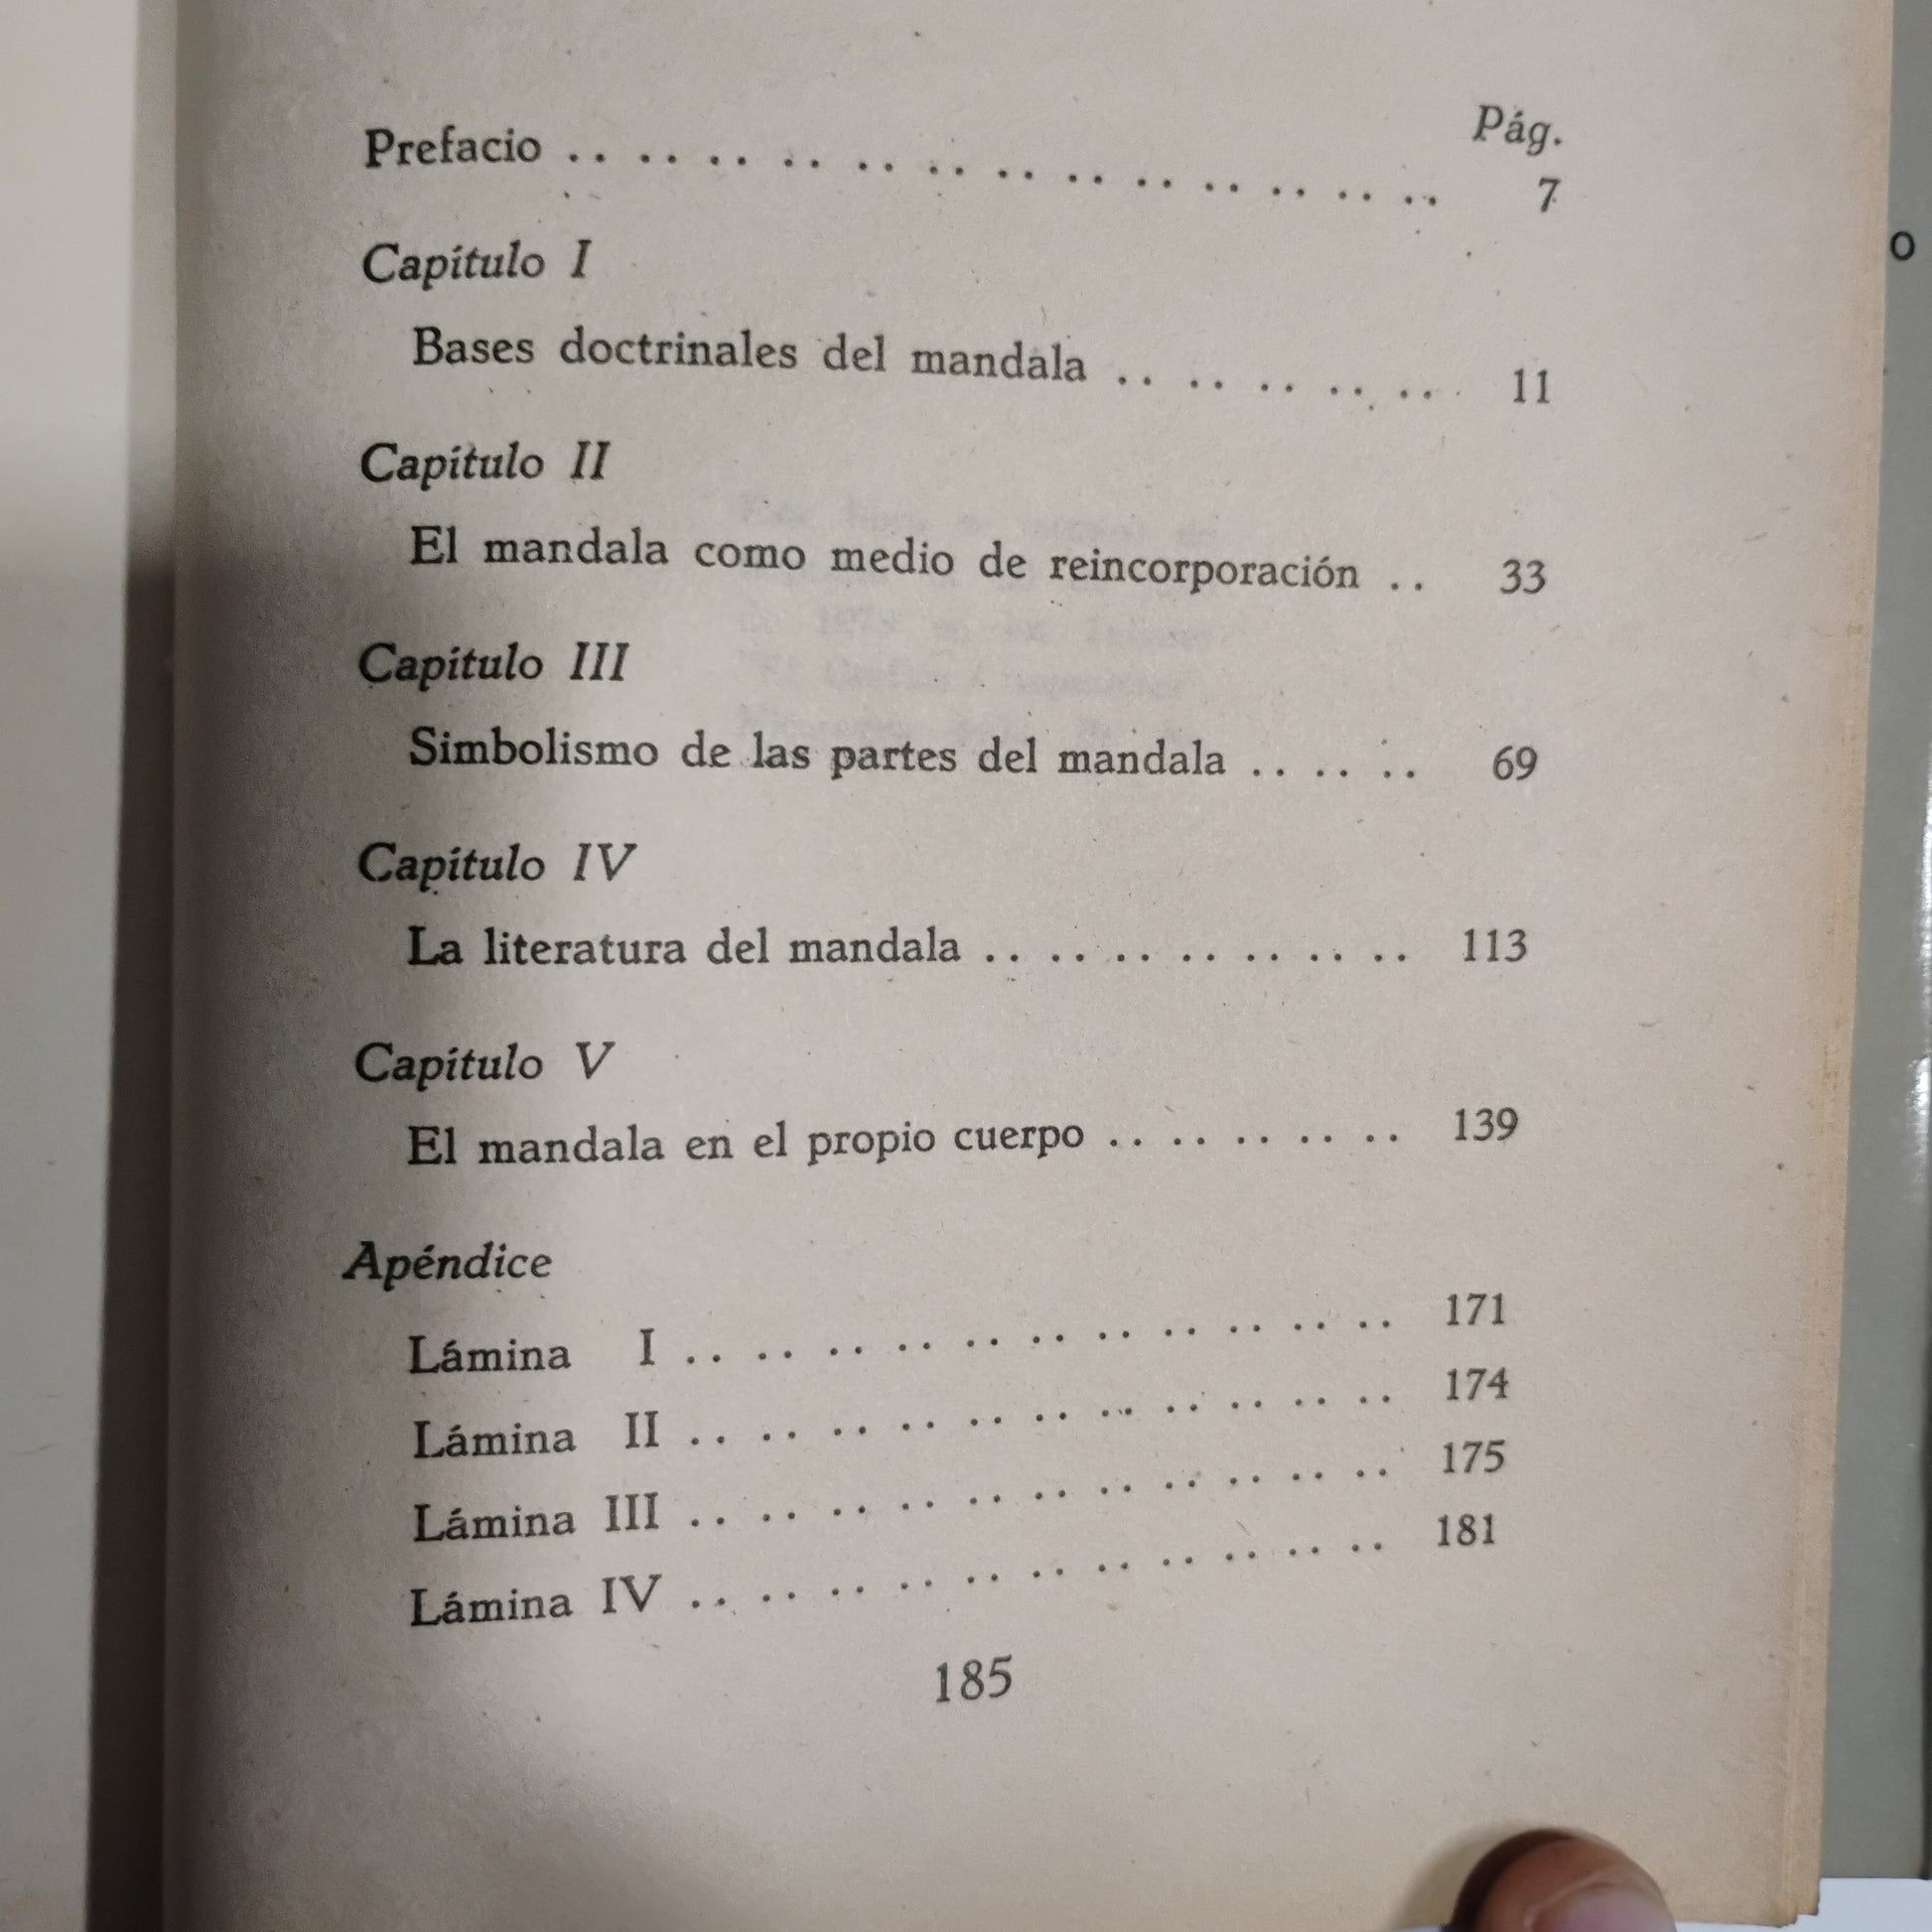 Pág.
Prefacio .. .. .. .. .. .. .. .. .. .. .. .. .. 7
Capítulo I
Bases doctrinales del mandala .. .. .. .. .. 11
Capítulo II
El mandala como medio de reincorporación .. 33
Capítulo III
Simbolismo de las partes del mandala .. .. .. 69
Capítulo IV
La literatura del mandala .. .. .. .. .. .. .. 113
Capítulo V
El mandala en el propio cuerpo .. .. .. .. .. 139
Apéndice
Lámina I .. .. .. .. .. .. .. .. .. .. .. 171
Lámina II .. .. .. .. .. .. .. .. .. .. .. 174
Lámina III .. .. .. .. .. .. .. .. .. .. .. 175
Lámina IV .. .. .. .. .. .. .. .. .. .. .. 181
185
o